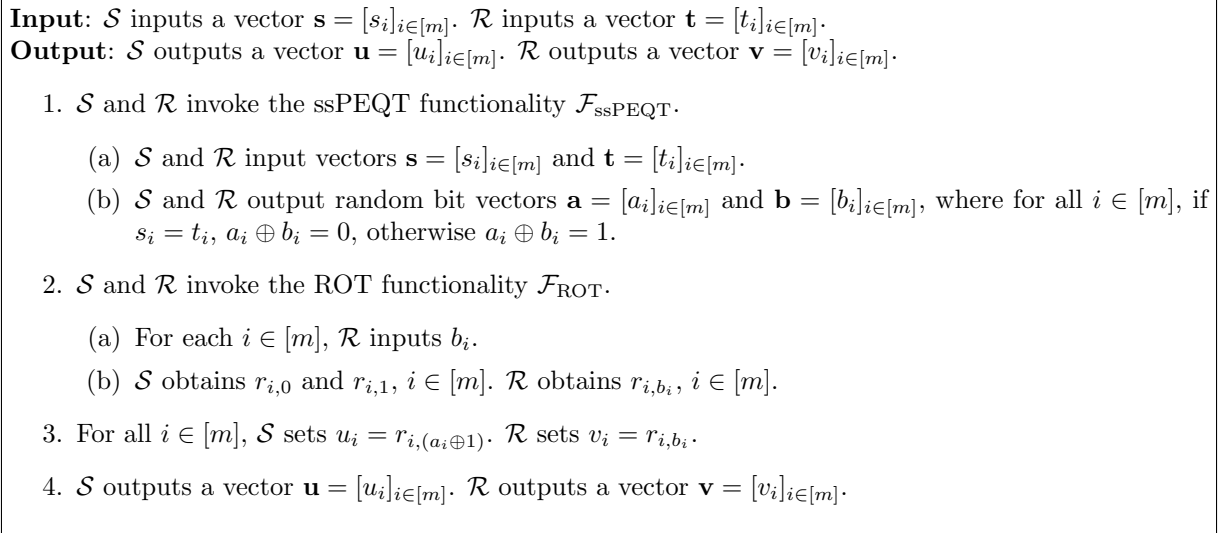 Input: 𝒮 inputs a vector 𝐬 = [s_i]_{i∈[m]}. ℛ inputs a vector 𝐭 = [t_i]_{i∈[m]}.
Output: 𝒮 outputs a vector 𝐮 = [u_i]_{i∈[m]}. ℛ outputs a vector 𝐯 = [v_i]_{i∈[m]}.
1. 𝒮 and ℛ invoke the ssPEQT functionality ℱ_{ssPEQT}.
(a) 𝒮 and ℛ input vectors 𝐬 = [s_i]_{i∈[m]} and 𝐭 = [t_i]_{i∈[m]}.
(b) 𝒮 and ℛ output random bit vectors 𝐚 = [a_i]_{i∈[m]} and 𝐛 = [b_i]_{i∈[m]}, where for all i ∈ [m], if
s_i = t_i, a_i ⊕ b_i = 0, otherwise a_i ⊕ b_i = 1.
2. 𝒮 and ℛ invoke the ROT functionality ℱ_{ROT}.
(a) For each i ∈ [m], ℛ inputs b_i.
(b) 𝒮 obtains r_{i,0} and r_{i,1}, i ∈ [m]. ℛ obtains r_{i,b_i}, i ∈ [m].
3. For all i ∈ [m], 𝒮 sets u_i = r_{i,(a_i⊕1)}. ℛ sets v_i = r_{i,b_i}.
4. 𝒮 outputs a vector 𝐮 = [u_i]_{i∈[m]}. ℛ outputs a vector 𝐯 = [v_i]_{i∈[m]}.